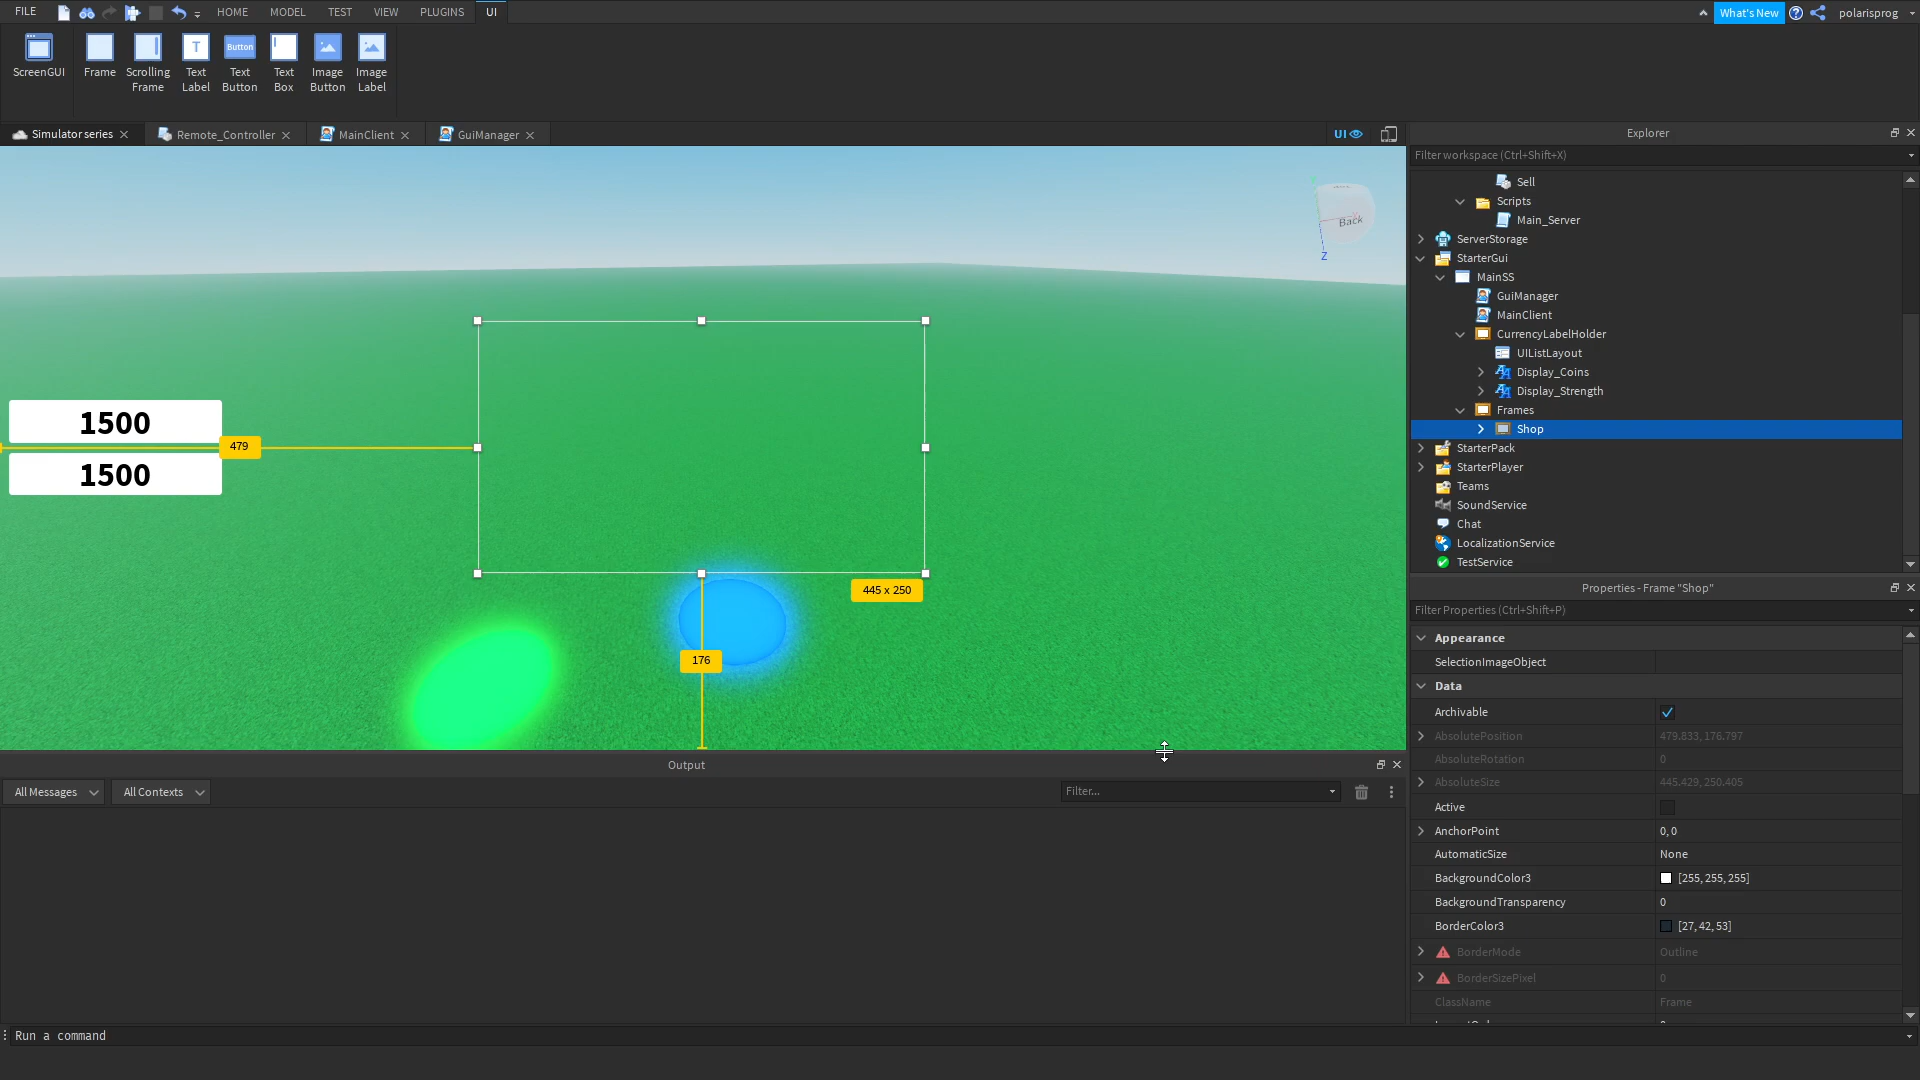 FILE
HOME
MODEL
TEST
VIEW
PLUGINS
UI
What's New
polarisprog
ScreenGUI
Frame
Scrolling
Frame
Text
Label
Button
Text
Button
Text
Box
Image
Button
Image
Label
Simulator series
Remote_Controller
MainClient
GuiManager
UI
Explorer
Filter workspace (Ctrl+Shift+X)
Sell
Scripts
Main_Server
ServerStorage
StarterGui
MainSS
GuiManager
MainClient
CurrencyLabelHolder
UIListLayout
Display_Coins
Display_Strength
Frames
Shop
StarterPack
StarterPlayer
Teams
SoundService
Chat
LocalizationService
TestService
Back
Z
1500
479
1500
445 x 250
176
Properties - Frame "Shop"
Filter Properties (Ctrl+Shift+P)
Appearance
SelectionImageObject
Data
Archivable
AbsolutePosition 479.833, 176.797
AbsoluteRotation 0
AbsoluteSize 445.429, 250.405
Active
AnchorPoint 0, 0
AutomaticSize None
BackgroundColor3 [255, 255, 255]
BackgroundTransparency 0
BorderColor3 [27, 42, 53]
BorderMode Outline
BorderSizePixel 0
ClassName Frame
Output
All Messages
All Contexts
Filter...
Run a command